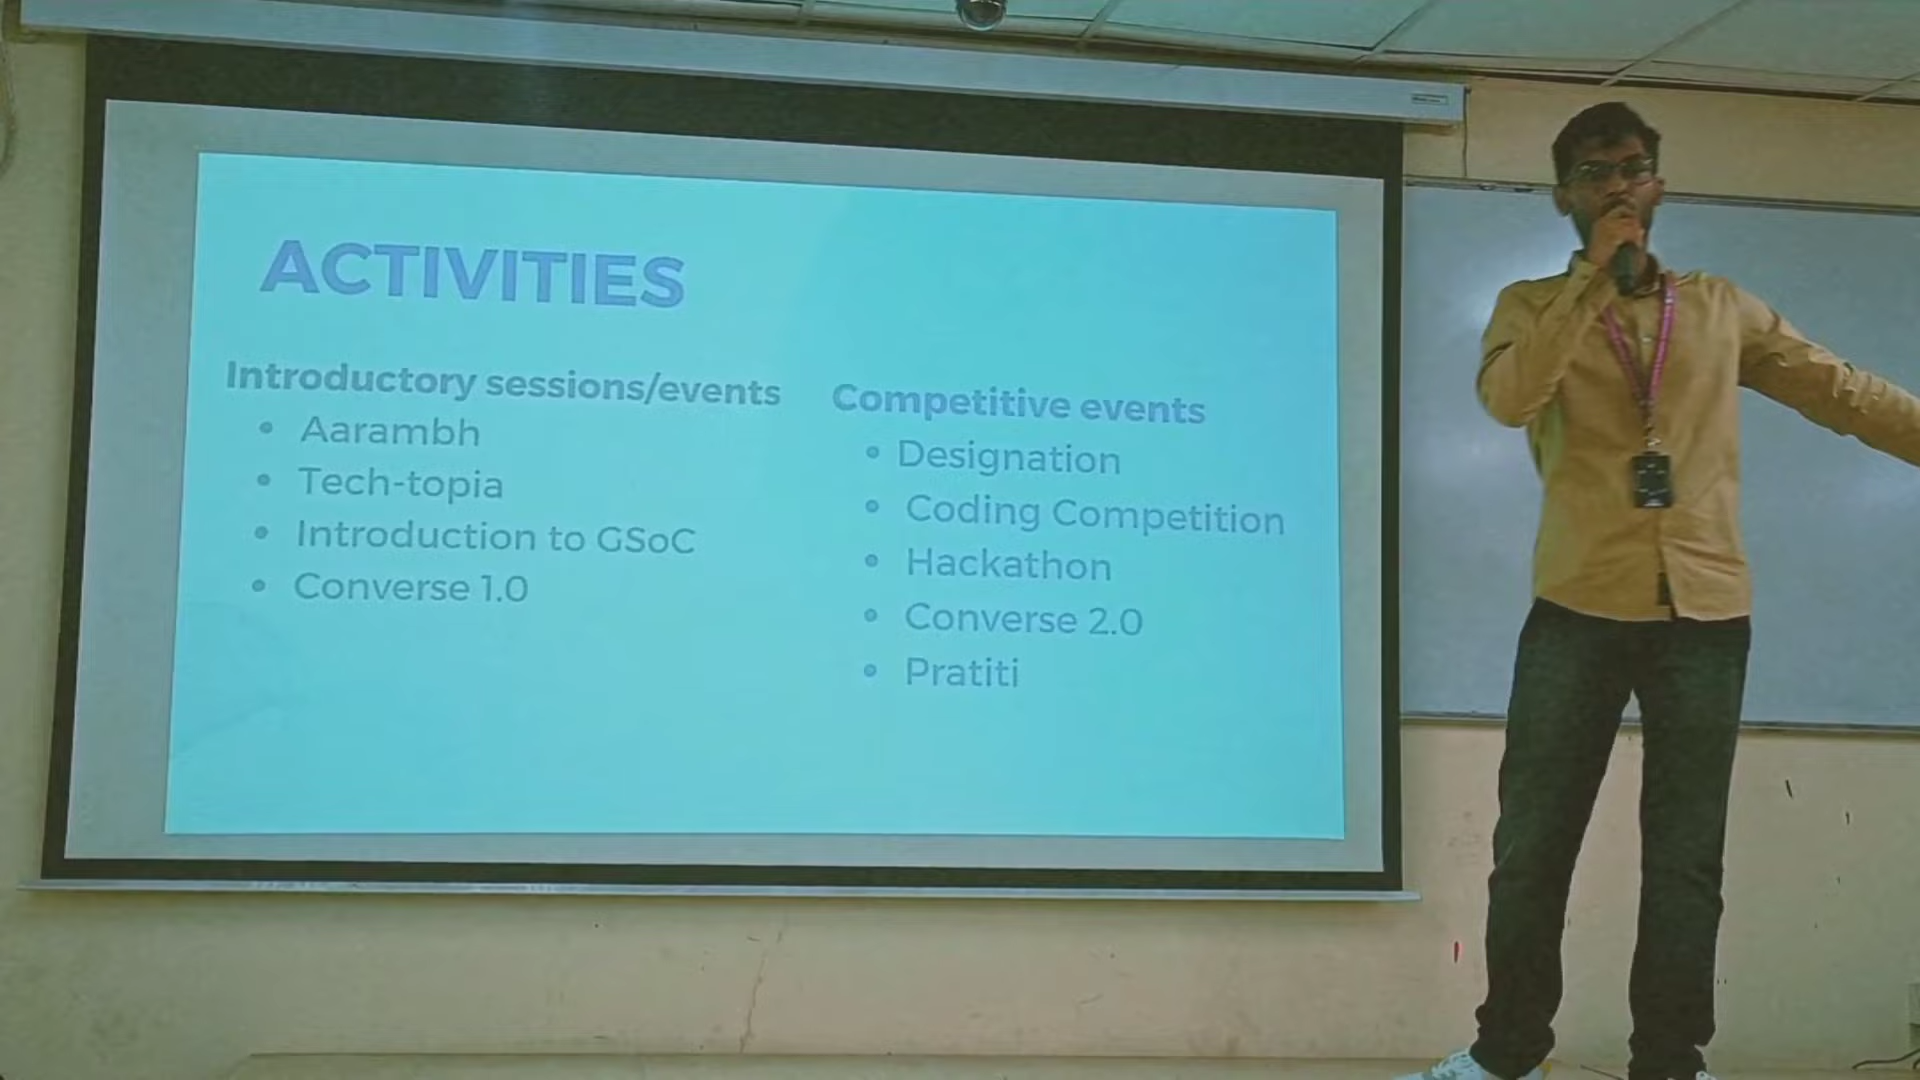 ACTIVITIES
Introductory sessions/events
• Aarambh
• Tech-topia
• Introduction to GSoC
• Converse 1.0
Competitive events
• Designation
• Coding Competition
• Hackathon
• Converse 2.0
• Pratiti